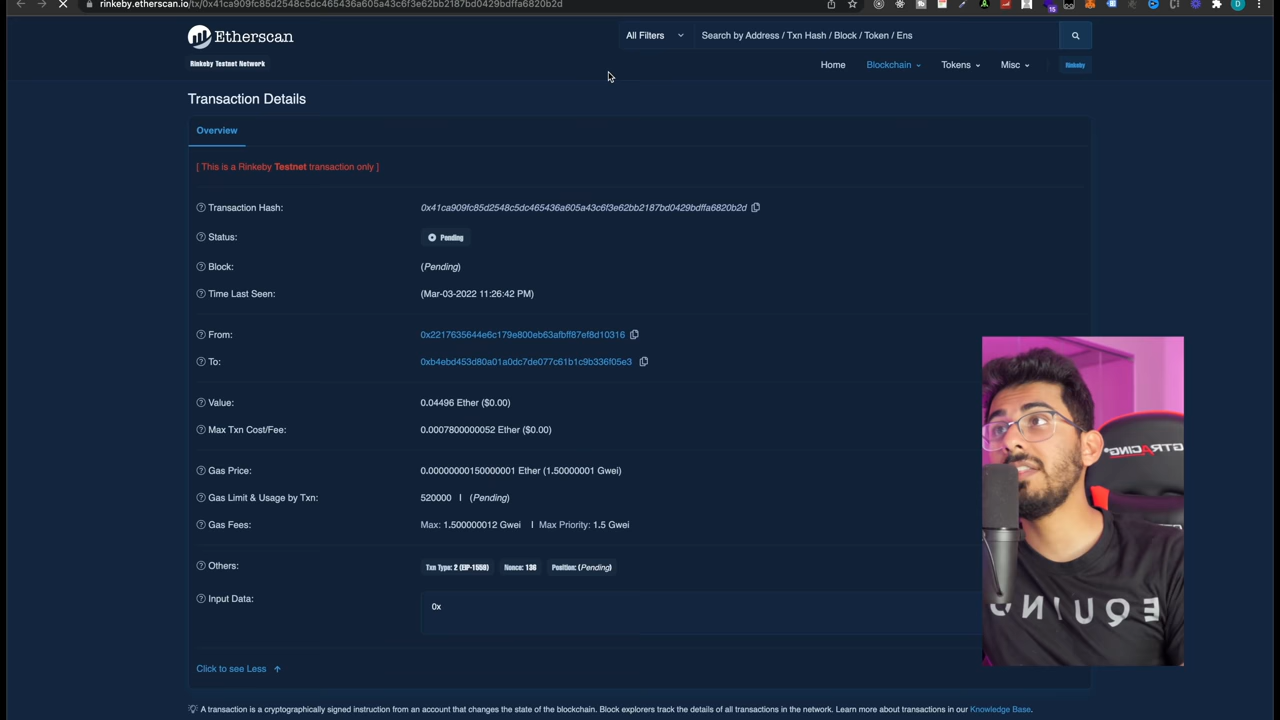 rinkeby.etherscan.io/tx/0x41ca909fc85d2548c5dc465436a605a43c6f3e62bb2187bd0429bdffa6820b2d
Etherscan
Rinkeby Testnet Network
All Filters
Search by Address / Txn Hash / Block / Token / Ens
Home
Blockchain
Tokens
Misc
Rinkeby
Transaction Details
Overview
[ This is a Rinkeby Testnet transaction only ]
Transaction Hash: 0x41ca909fc85d2548c5dc465436a605a43c6f3e62bb2187bd0429bdffa6820b2d
Status: Pending
Block: (Pending)
Time Last Seen: (Mar-03-2022 11:26:42 PM)
From: 0x2217635644e6c179e800eb63afbff87ef8d10316
To: 0xb4ebd453d80a01a0dc7de077c61b1c9b336f05e3
Value: 0.04496 Ether ($0.00)
Max Txn Cost/Fee: 0.0007800000052 Ether ($0.00)
Gas Price: 0.00000000150000001 Ether (1.50000001 Gwei)
Gas Limit & Usage by Txn: 520000 | (Pending)
Gas Fees: Max: 1.500000012 Gwei | Max Priority: 1.5 Gwei
Others: Txn Type: 2 (EIP-1559) Nonce: 136 Position: (Pending)
Input Data: 0x
Click to see Less
A transaction is a cryptographically signed instruction from an account that changes the state of the blockchain. Block explorers track the details of all transactions in the network. Learn more about transactions in our Knowledge Base.
GTRACING
EQUIN